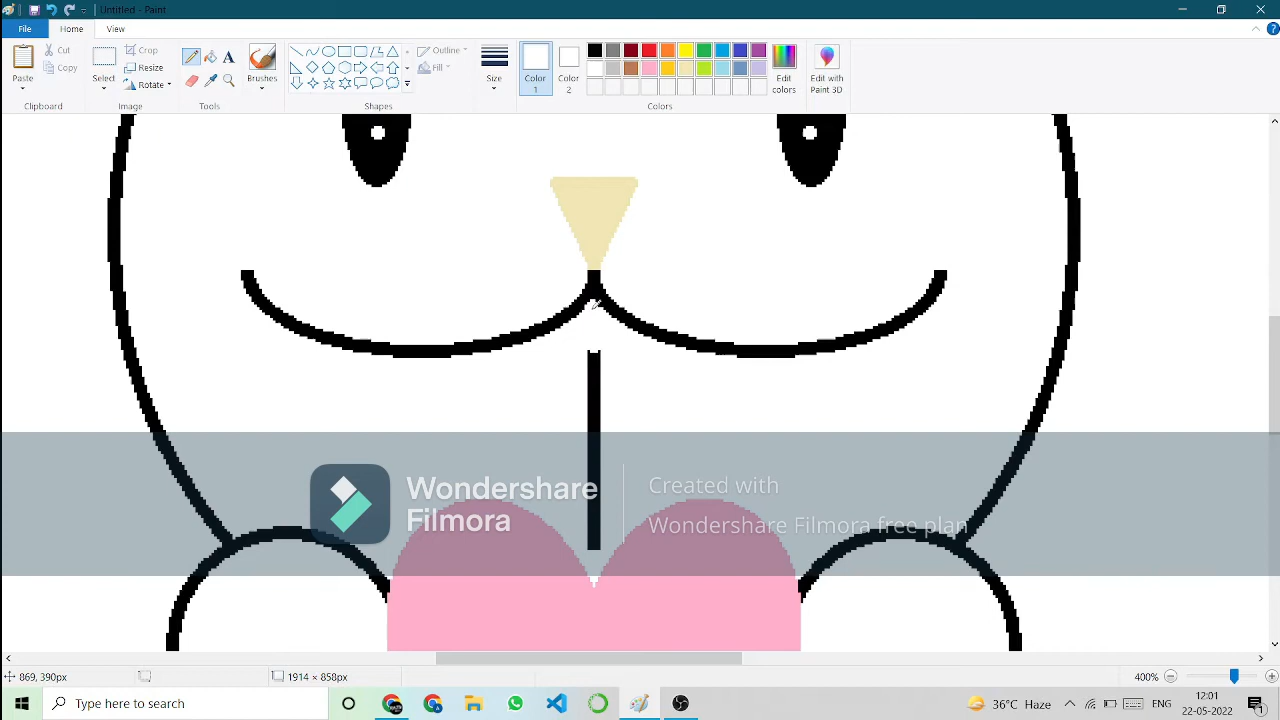 Untitled - Paint
File Home View
Paste
Cut
Copy
Clipboard
Select
Crop
Resize
Rotate
Image
Tools
Brushes
Outline
Fill
Shapes
Size
Color 1
Color 2
Edit colors
Colors
Edit with Paint 3D
Wondershare Filmora
Created with
Wondershare Filmora free plan
869, 390px
1914 × 858px
400%
Type here to search
36°C Haze
ENG
12:01
22-05-2022